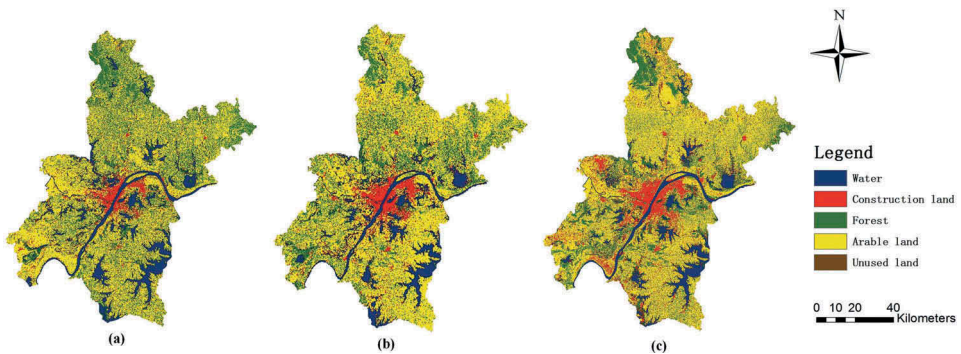 N
Legend
Water
Construction land
Forest
Arable land
Unused land
0 10 20 40
Kilometers
(a)
(b)
(c)